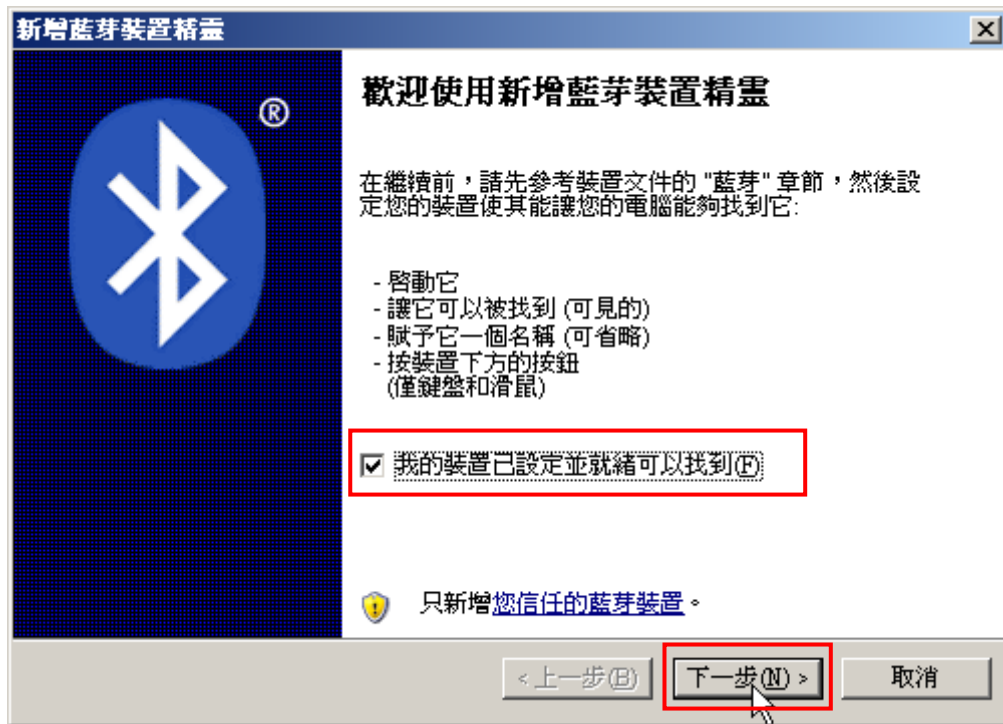 新增藍芽裝置精靈
®
歡迎使用新增藍芽裝置精靈
在繼續前，請先參考裝置文件的 "藍芽" 章節，然後設
定您的裝置使其能讓您的電腦能夠找到它:
- 啓動它
- 讓它可以被找到 (可見的)
- 賦予它一個名稱 (可省略)
- 按裝置下方的按鈕
(僅鍵盤和滑鼠)
我的裝置已設定並就緒可以找到(F)
只新增您信任的藍芽裝置。
<上一步(B) 下一步(N) > 取消